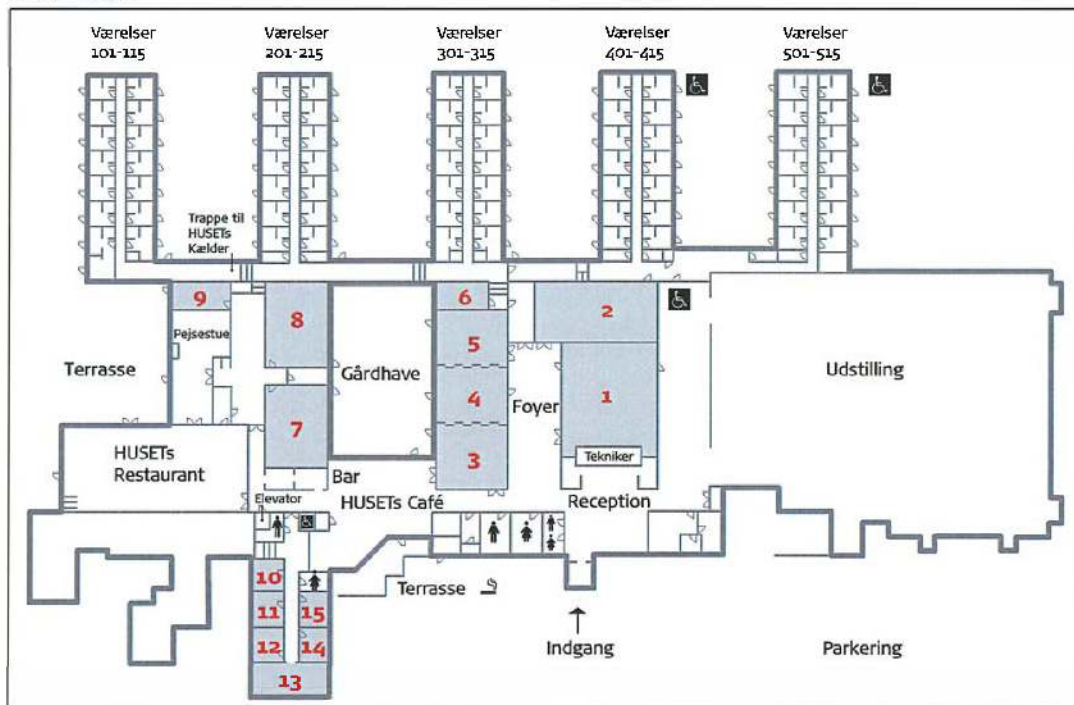 Værelser
101-115
Værelser
201-215
Værelser
301-315
Værelser
401-415
Værelser
501-515
Trappe til
HUSETs
Kælder
9
8
6
2
Pejsestue
5
Terrasse
Gårdhave
4
Foyer
1
Udstilling
7
3
Tekniker
HUSETs
Restaurant
Bar
Elevator
HUSETs Café
Reception
10
Terrasse
11
15
12
14
Indgang
Parkering
13